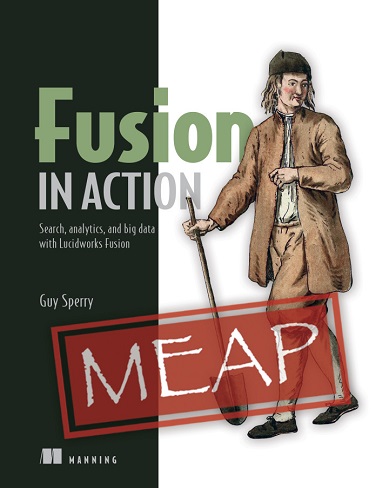 Fusion
IN ACTION
Search, analytics, and big data
with Lucidworks Fusion
Guy Sperry
MEAP
MANNING